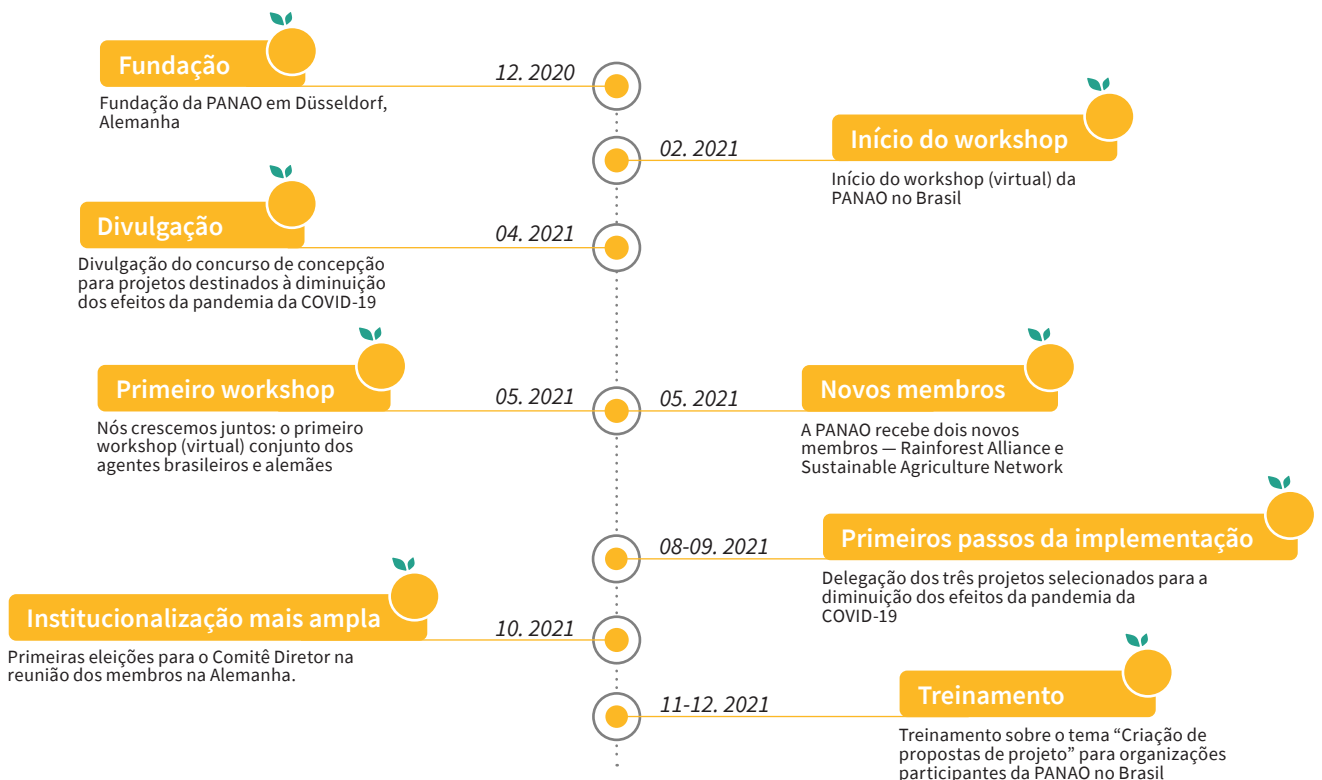 Fundação
12. 2020
Fundação da PANAO em Düsseldorf,
Alemanha
02. 2021
Início do workshop
Início do workshop (virtual) da
PANAO no Brasil
Divulgação
04. 2021
Divulgação do concurso de concepção
para projetos destinados à diminuição
dos efeitos da pandemia da COVID-19
Primeiro workshop
05. 2021
Nós crescemos juntos: o primeiro
workshop (virtual) conjunto dos
agentes brasileiros e alemães
05. 2021
Novos membros
A PANAO recebe dois novos
membros — Rainforest Alliance e
Sustainable Agriculture Network
08-09. 2021
Primeiros passos da implementação
Delegação dos três projetos selecionados para a
diminuição dos efeitos da pandemia da
COVID-19
Institucionalização mais ampla
10. 2021
Primeiras eleições para o Comitê Diretor na
reunião dos membros na Alemanha.
11-12. 2021
Treinamento
Treinamento sobre o tema “Criação de
propostas de projeto” para organizações
participantes da PANAO no Brasil